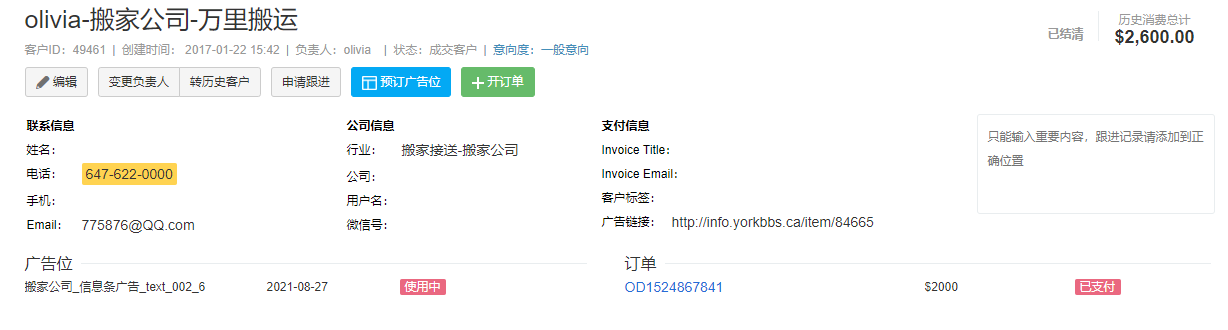 olivia-搬家公司-万里搬运
客户ID：49461 | 创建时间： 2017-01-22 15:42 | 负责人：olivia | 状态：成交客户 | 意向度：一般意向
已结清
历史消费总计
$2,600.00
编辑 变更负责人 转历史客户 申请跟进 预订广告位 开订单
联系信息
姓名：
电话： 647-622-0000
手机：
Email： 775876@QQ.com
公司信息
行业： 搬家接送-搬家公司
公司：
用户名：
微信号：
支付信息
Invoice Title：
Invoice Email：
客户标签：
广告链接： http://info.yorkbbs.ca/item/84665
只能输入重要内容，跟进记录请添加到正
确位置
广告位
搬家公司_信息条广告_text_002_6 2021-08-27 使用中
订单
OD1524867841 $2000 已支付